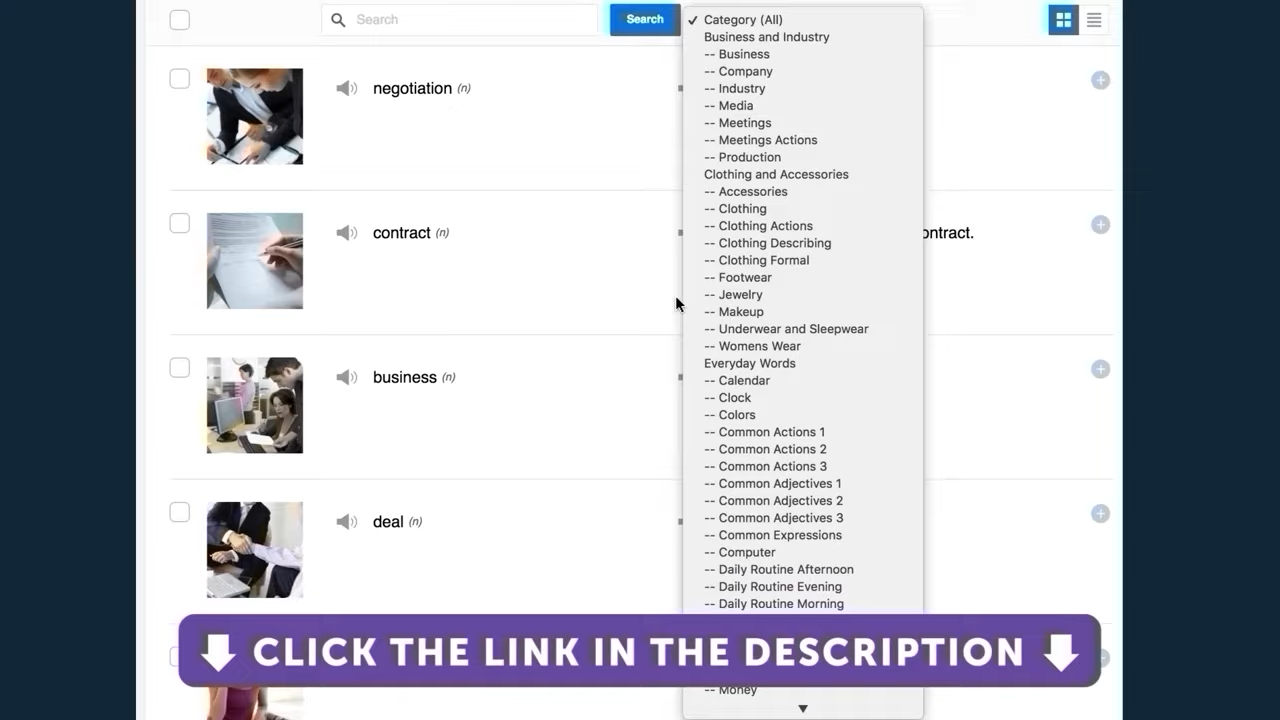 Search
Search
✓ Category (All)
Business and Industry
-- Business
-- Company
-- Industry
-- Media
-- Meetings
-- Meetings Actions
-- Production
Clothing and Accessories
-- Accessories
-- Clothing
-- Clothing Actions
-- Clothing Describing
-- Clothing Formal
-- Footwear
-- Jewelry
-- Makeup
-- Underwear and Sleepwear
-- Womens Wear
Everyday Words
-- Calendar
-- Clock
-- Colors
-- Common Actions 1
-- Common Actions 2
-- Common Actions 3
-- Common Adjectives 1
-- Common Adjectives 2
-- Common Adjectives 3
-- Common Expressions
-- Computer
-- Daily Routine Afternoon
-- Daily Routine Evening
-- Daily Routine Morning
-- Money
negotiation (n)
contract (n)
ontract.
business (n)
deal (n)
CLICK THE LINK IN THE DESCRIPTION